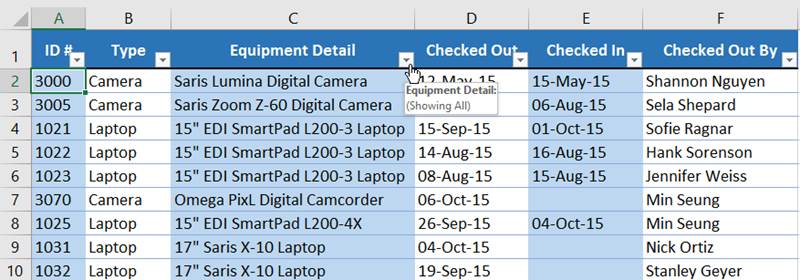 A B C D E F
1 ID # Type Equipment Detail Checked Out Checked In Checked Out By
2 3000 Camera Saris Lumina Digital Camera 12-May-15 15-May-15 Shannon Nguyen
Equipment Detail:
3 3005 Camera Saris Zoom Z-60 Digital Camera 06-Aug-15 Sela Shepard
(Showing All)
4 1021 Laptop 15" EDI SmartPad L200-3 Laptop 15-Sep-15 01-Oct-15 Sofie Ragnar
5 1022 Laptop 15" EDI SmartPad L200-3 Laptop 14-Aug-15 16-Aug-15 Hank Sorenson
6 1023 Laptop 15" EDI SmartPad L200-3 Laptop 08-Aug-15 15-Aug-15 Jennifer Weiss
7 3070 Camera Omega PixL Digital Camcorder 06-Oct-15 Min Seung
8 1025 Laptop 15" EDI SmartPad L200-4X 26-Sep-15 04-Oct-15 Min Seung
9 1031 Laptop 17" Saris X-10 Laptop 04-Oct-15 Nick Ortiz
10 1032 Laptop 17" Saris X-10 Laptop 19-Sep-15 Stanley Geyer